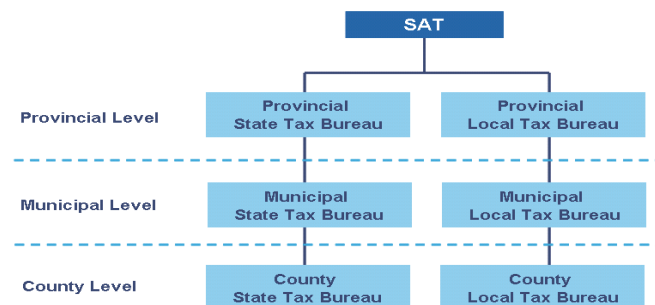 SAT
Provincial Level
Provincial
State Tax Bureau
Provincial
Local Tax Bureau
Municipal Level
Municipal
State Tax Bureau
Municipal
Local Tax Bureau
County Level
County
State Tax Bureau
County
Local Tax Bureau